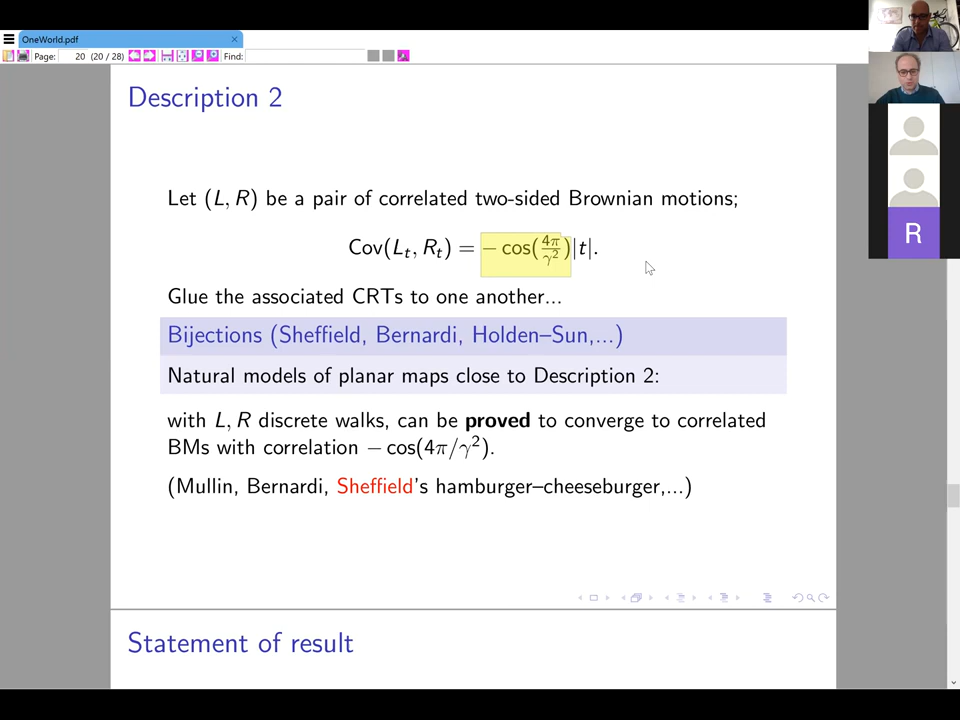 OneWorld.pdf
Page: 20 (20 / 28) Find:
Description 2
Let (L, R) be a pair of correlated two-sided Brownian motions;
Cov(Lₜ, Rₜ) = − cos(4π/γ²)|t|.
Glue the associated CRTs to one another...
Bijections (Sheffield, Bernardi, Holden–Sun,...)
Natural models of planar maps close to Description 2:
with L, R discrete walks, can be proved to converge to correlated
BMs with correlation − cos(4π/γ²).
(Mullin, Bernardi, Sheffield's hamburger–cheeseburger,...)
Statement of result
R